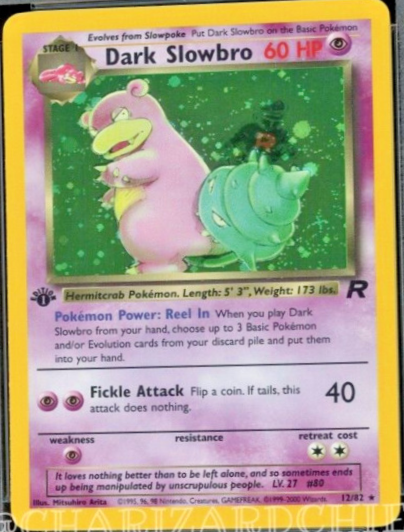 Evolves from Slowpoke Put Dark Slowbro on the Basic Pokémon
STAGE 1
Dark Slowbro 60 HP
EDITION
1
Hermitcrab Pokémon. Length: 5' 3", Weight: 173 lbs.
R
Pokémon Power: Reel In When you play Dark
Slowbro from your hand, choose up to 3 Basic Pokémon
and/or Evolution cards from your discard pile and put them
into your hand.
Fickle Attack Flip a coin. If tails, this
attack does nothing.
40
weakness
resistance
retreat cost
It loves nothing better than to be left alone, and so sometimes ends
up being manipulated by unscrupulous people. LV. 27 #80
Illus. Mitsuhiro Arita ©1995, 96, 98 Nintendo, Creatures, GAMEFREAK. ©1999-2000 Wizards. 12/82 ★